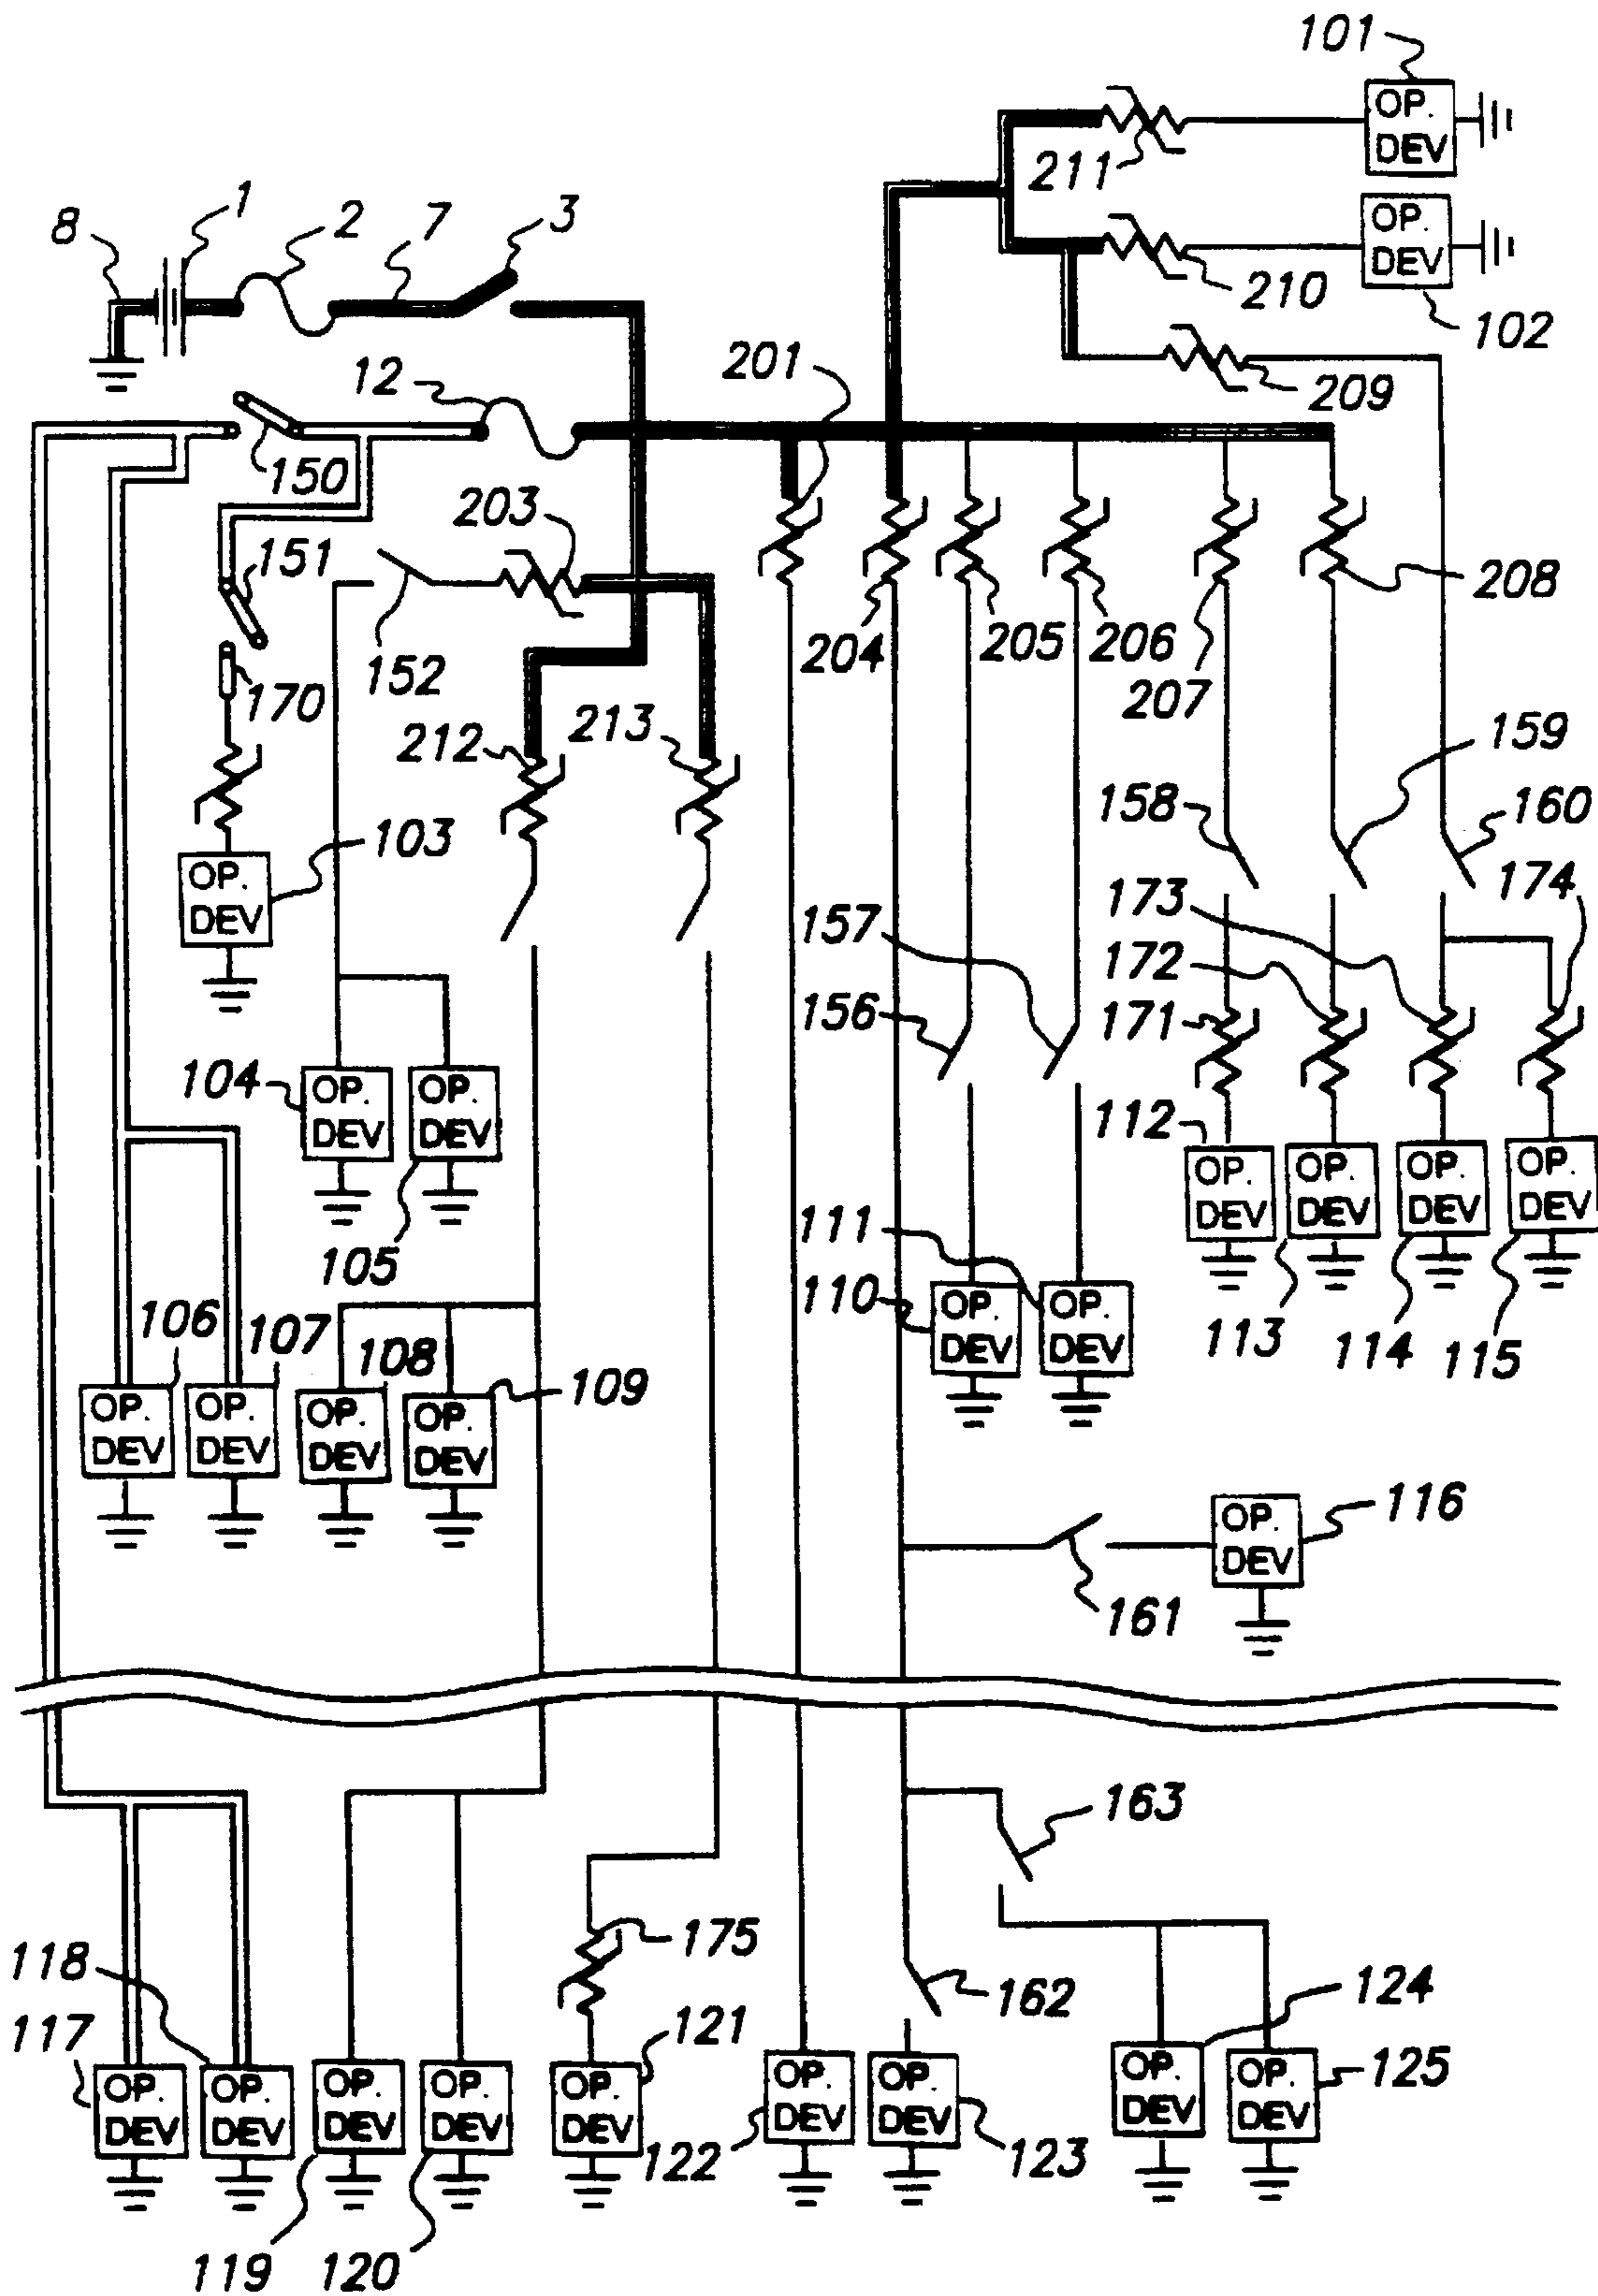 101
OP.
DEV
211
8 1 2 7 3
OP.
DEV
210
102
201
12
209
150
203
151
204 205 206 208
207
152
170
212 213
159
158 160
103
OP.
DEV
157 173 174
172
156 171
104
OP.
DEV
OP.
DEV
112
OP.
DEV
OP.
DEV
OP.
DEV
OP.
DEV
105
111
110
OP.
DEV
OP.
DEV
113 114 115
106 107 108
109
OP.
DEV
OP.
DEV
OP.
DEV
OP.
DEV
116
OP.
DEV
161
163
175
118
162
124
117
121
125
OP.
DEV
OP.
DEV
OP.
DEV
OP.
DEV
OP.
DEV
OP.
DEV
OP.
DEV
OP.
DEV
OP.
DEV
122
123
119 120